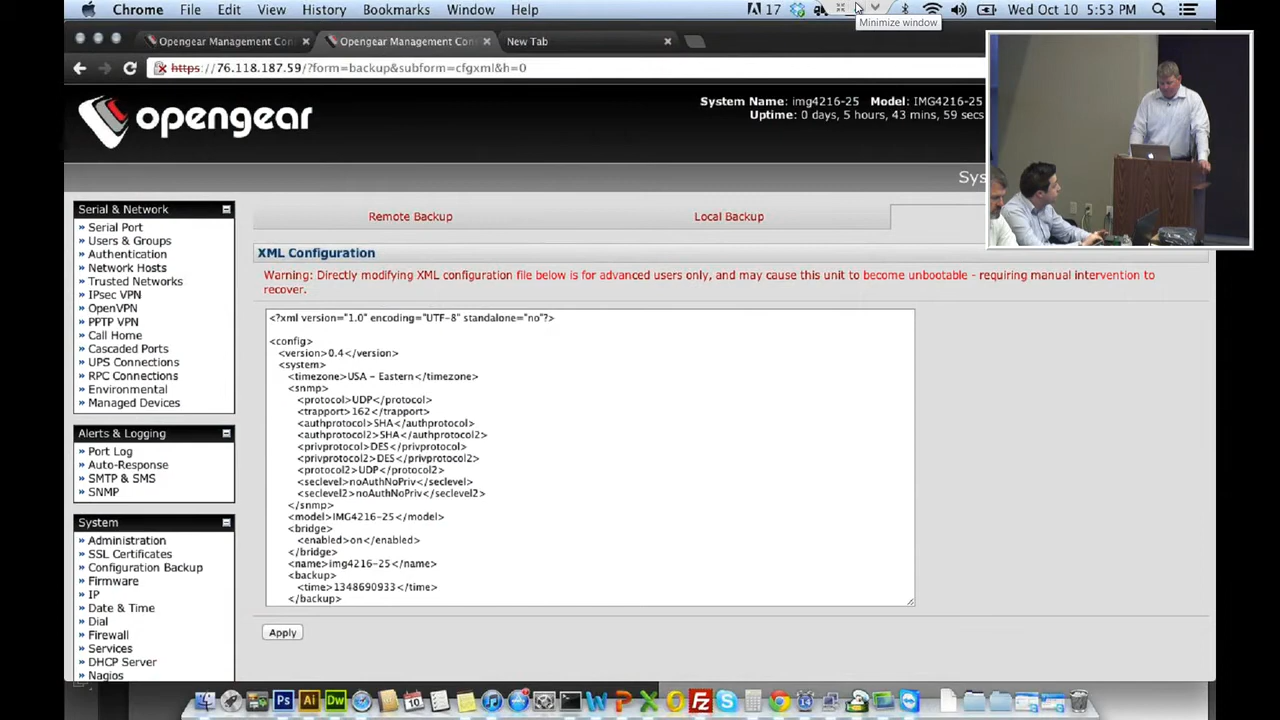 Chrome File Edit View History Bookmarks Window Help 17 Wed Oct 10 5:53 PM
Minimize window
Opengear Management Con × Opengear Management Con × New Tab ×
https://76.118.187.59/?form=backup&subform=cfgxml&h=0
opengear
System Name: img4216-25 Model: IMG4216-25
Uptime: 0 days, 5 hours, 43 mins, 59 secs
Sys
Serial & Network
» Serial Port
» Users & Groups
» Authentication
» Network Hosts
» Trusted Networks
» IPsec VPN
» OpenVPN
» PPTP VPN
» Call Home
» Cascaded Ports
» UPS Connections
» RPC Connections
» Environmental
» Managed Devices
Alerts & Logging
» Port Log
» Auto-Response
» SMTP & SMS
» SNMP
System
» Administration
» SSL Certificates
» Configuration Backup
» Firmware
» IP
» Date & Time
» Dial
» Firewall
» Services
» DHCP Server
» Nagios
Remote Backup Local Backup
XML Configuration
Warning: Directly modifying XML configuration file below is for advanced users only, and may cause this unit to become unbootable - requiring manual intervention to
recover.
<?xml version="1.0" encoding="UTF-8" standalone="no"?>
<config>
<version>0.4</version>
<system>
<timezone>USA - Eastern</timezone>
<snmp>
<protocol>UDP</protocol>
<trapport>162</trapport>
<authprotocol>SHA</authprotocol>
<authprotocol2>SHA</authprotocol2>
<privprotocol>DES</privprotocol>
<privprotocol2>DES</privprotocol2>
<protocol2>UDP</protocol2>
<seclevel>noAuthNoPriv</seclevel>
<seclevel2>noAuthNoPriv</seclevel2>
</snmp>
<model>IMG4216-25</model>
<bridge>
<enabled>on</enabled>
</bridge>
<name>img4216-25</name>
<backup>
<time>1348690933</time>
</backup>
Apply
Ps Ai Dw 10 W P X O Fz S